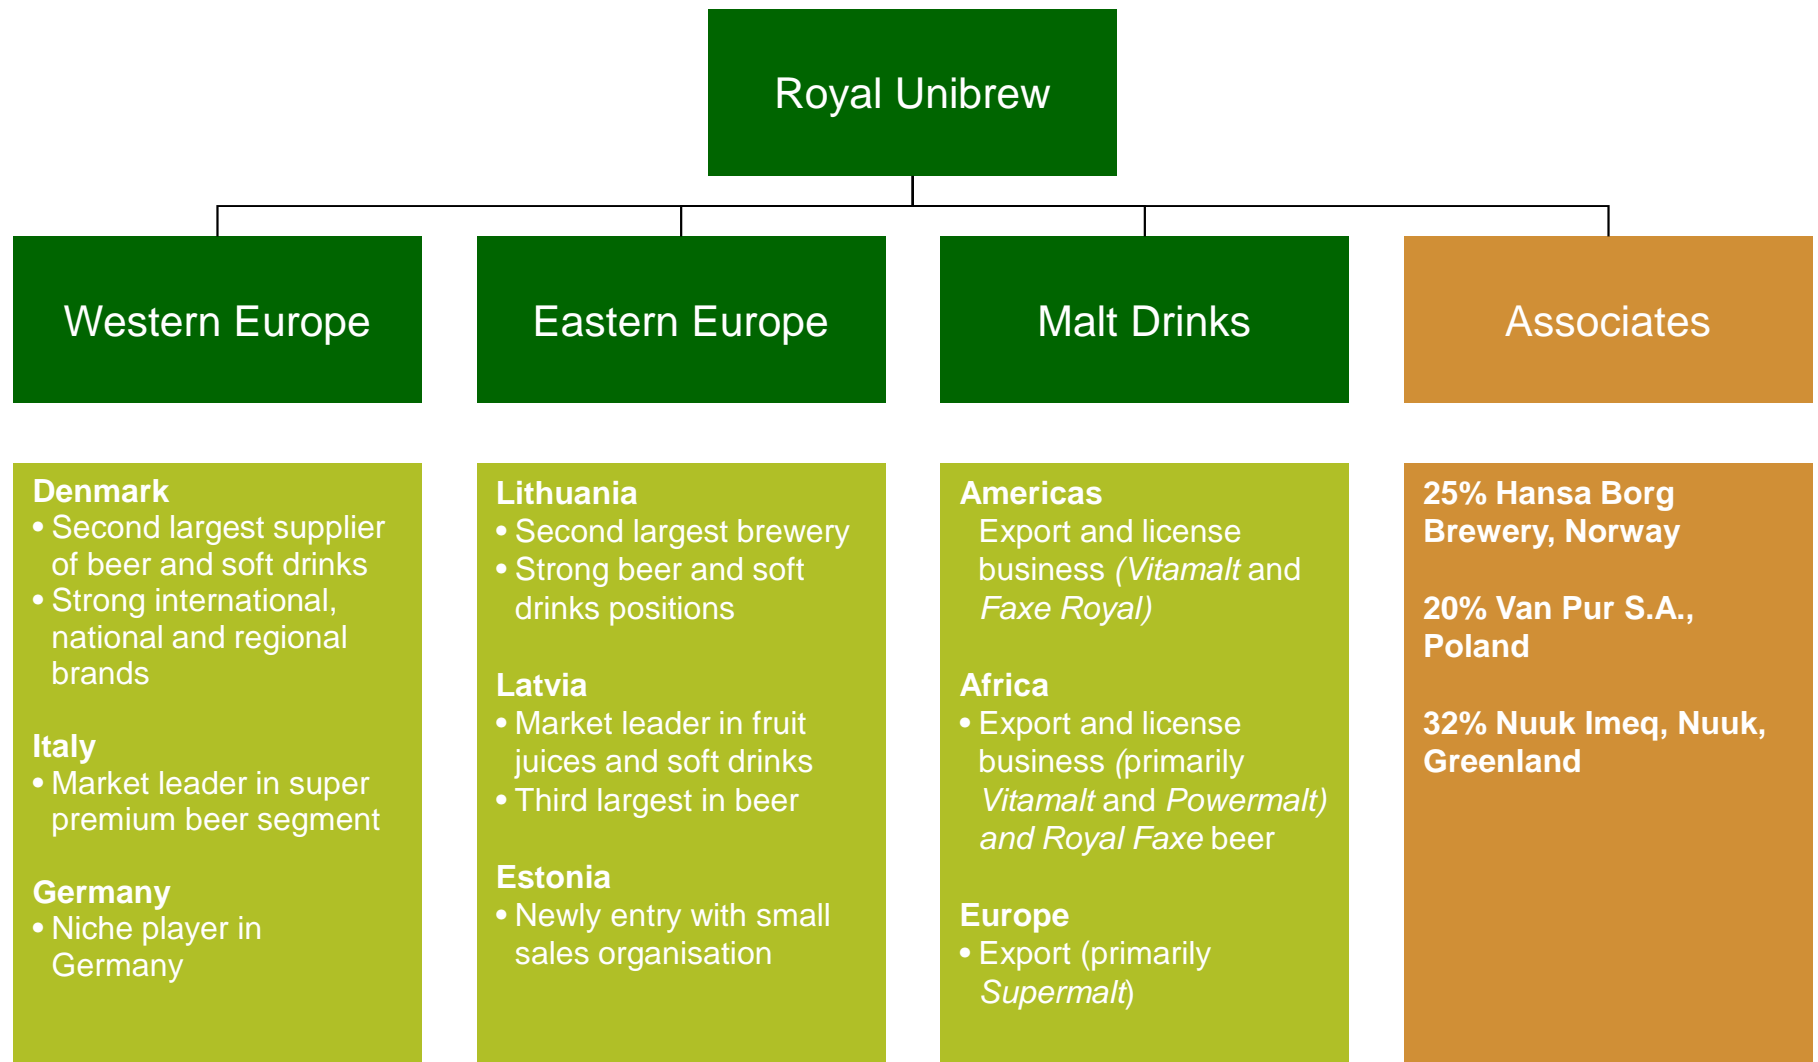 Royal Unibrew
Western Europe
Eastern Europe
Malt Drinks
Associates
Denmark
• Second largest supplier
of beer and soft drinks
• Strong international,
national and regional
brands
Italy
• Market leader in super
premium beer segment
Germany
• Niche player in
Germany
Lithuania
• Second largest brewery
• Strong beer and soft
drinks positions
Latvia
• Market leader in fruit
juices and soft drinks
• Third largest in beer
Estonia
• Newly entry with small
sales organisation
Americas
Export and license
business (Vitamalt and
Faxe Royal)
Africa
• Export and license
business (primarily
Vitamalt and Powermalt)
and Royal Faxe beer
Europe
• Export (primarily
Supermalt)
25% Hansa Borg
Brewery, Norway
20% Van Pur S.A.,
Poland
32% Nuuk Imeq, Nuuk,
Greenland